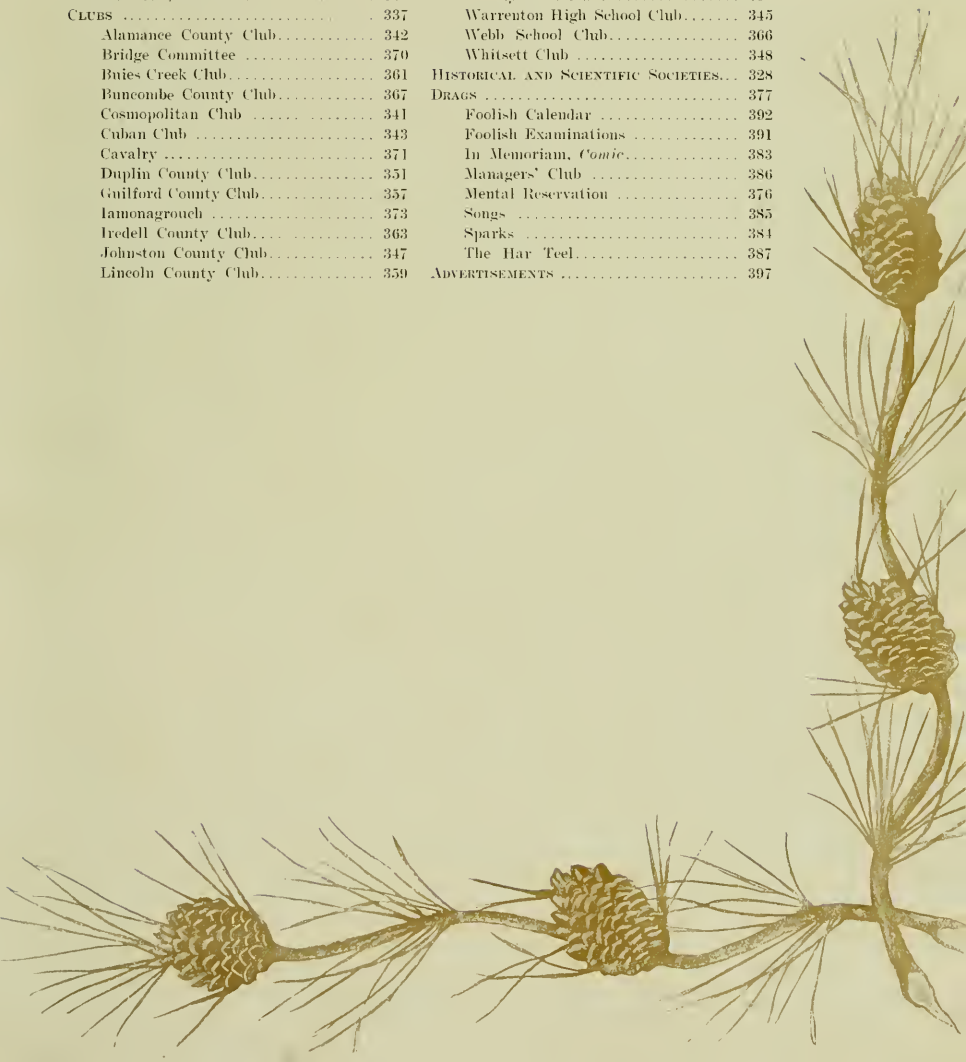 CLUBS ........................ 337
Alamance County Club............ 342
Bridge Committee ................ 370
Buies Creek Club.................. 361
Buncombe County Club............ 367
Cosmopolitan Club ............... 341
Cuban Club ...................... 343
Cavalry .......................... 371
Duplin County Club............... 351
Guilford County Club.............. 357
Iamonagrouch .................... 373
Iredell County Club............... 363
Johnston County Club............. 347
Lincoln County Club............... 359
Warrenton High School Club....... 345
Webb School Club................ 366
Whitsett Club .................... 348
HISTORICAL AND SCIENTIFIC SOCIETIES... 328
DRAGS ............................ 377
Foolish Calendar .................. 392
Foolish Examinations .............. 391
In Memoriam, Comic.............. 383
Managers' Club .................. 386
Mental Reservation ............... 376
Songs ............................ 385
Sparks ........................... 384
The Har Teel..................... 387
ADVERTISEMENTS .................... 397